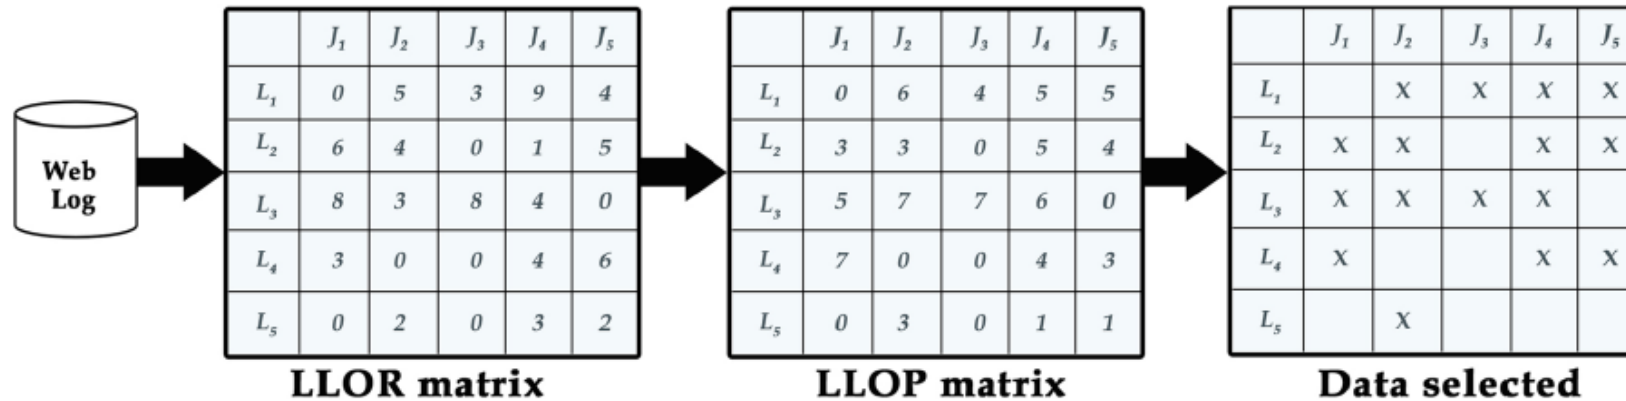 Web
Log
J₁ J₂ J₃ J₄ J₅
L₁ 0 5 3 9 4
L₂ 6 4 0 1 5
L₃ 8 3 8 4 0
L₄ 3 0 0 4 6
L₅ 0 2 0 3 2
LLOR matrix
J₁ J₂ J₃ J₄ J₅
L₁ 0 6 4 5 5
L₂ 3 3 0 5 4
L₃ 5 7 7 6 0
L₄ 7 0 0 4 3
L₅ 0 3 0 1 1
LLOP matrix
J₁ J₂ J₃ J₄ J₅
L₁ X X X X
L₂ X X X X
L₃ X X X X
L₄ X X X
L₅ X
Data selected